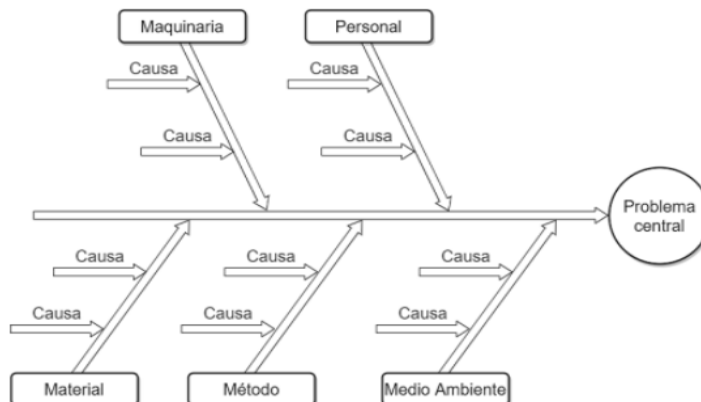 Maquinaria
Personal
Causa
Causa
Causa
Causa
Problema
central
Causa
Causa
Causa
Causa
Causa
Causa
Material
Método
Medio Ambiente